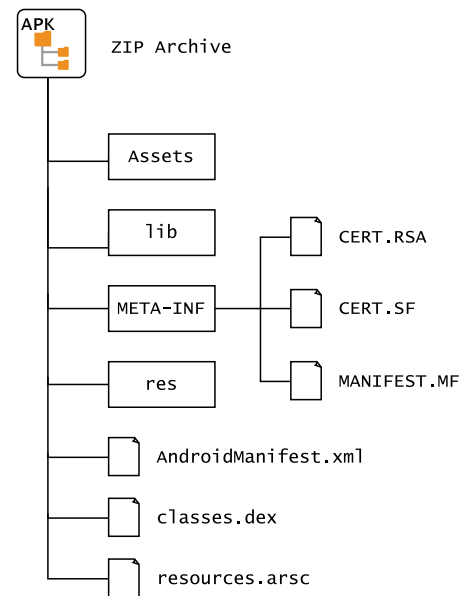 APK
ZIP Archive
Assets
lib
META-INF
CERT.RSA
CERT.SF
MANIFEST.MF
res
AndroidManifest.xml
classes.dex
resources.arsc